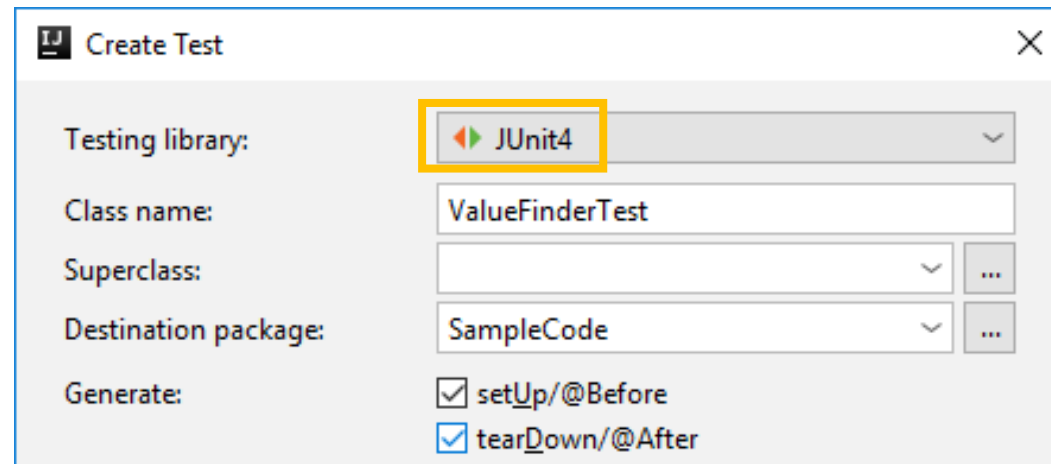 IJ Create Test
Testing library: JUnit4
Class name: ValueFinderTest
Superclass: ...
Destination package: SampleCode ...
Generate: setUp/@Before
tearDown/@After